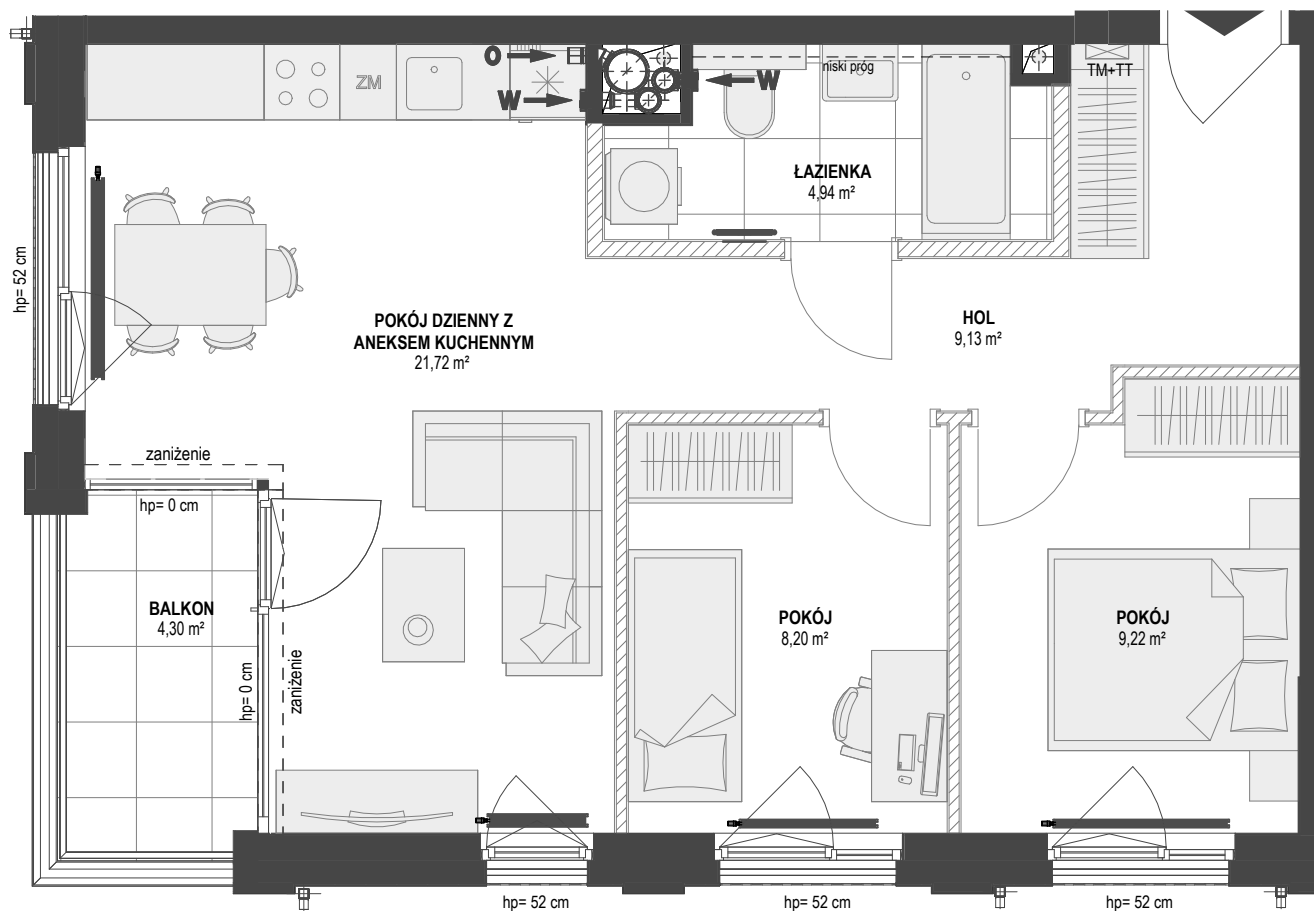 O
W
ZM
W
niski próg
TM+TT
ŁAZIENKA
4,94 m²
hp= 52 cm
POKÓJ DZIENNY Z
ANEKSEM KUCHENNYM
21,72 m²
HOL
9,13 m²
zaniżenie
hp= 0 cm
BALKON
4,30 m²
hp= 0 cm
zaniżenie
POKÓJ
8,20 m²
POKÓJ
9,22 m²
hp= 52 cm
hp= 52 cm
hp= 52 cm